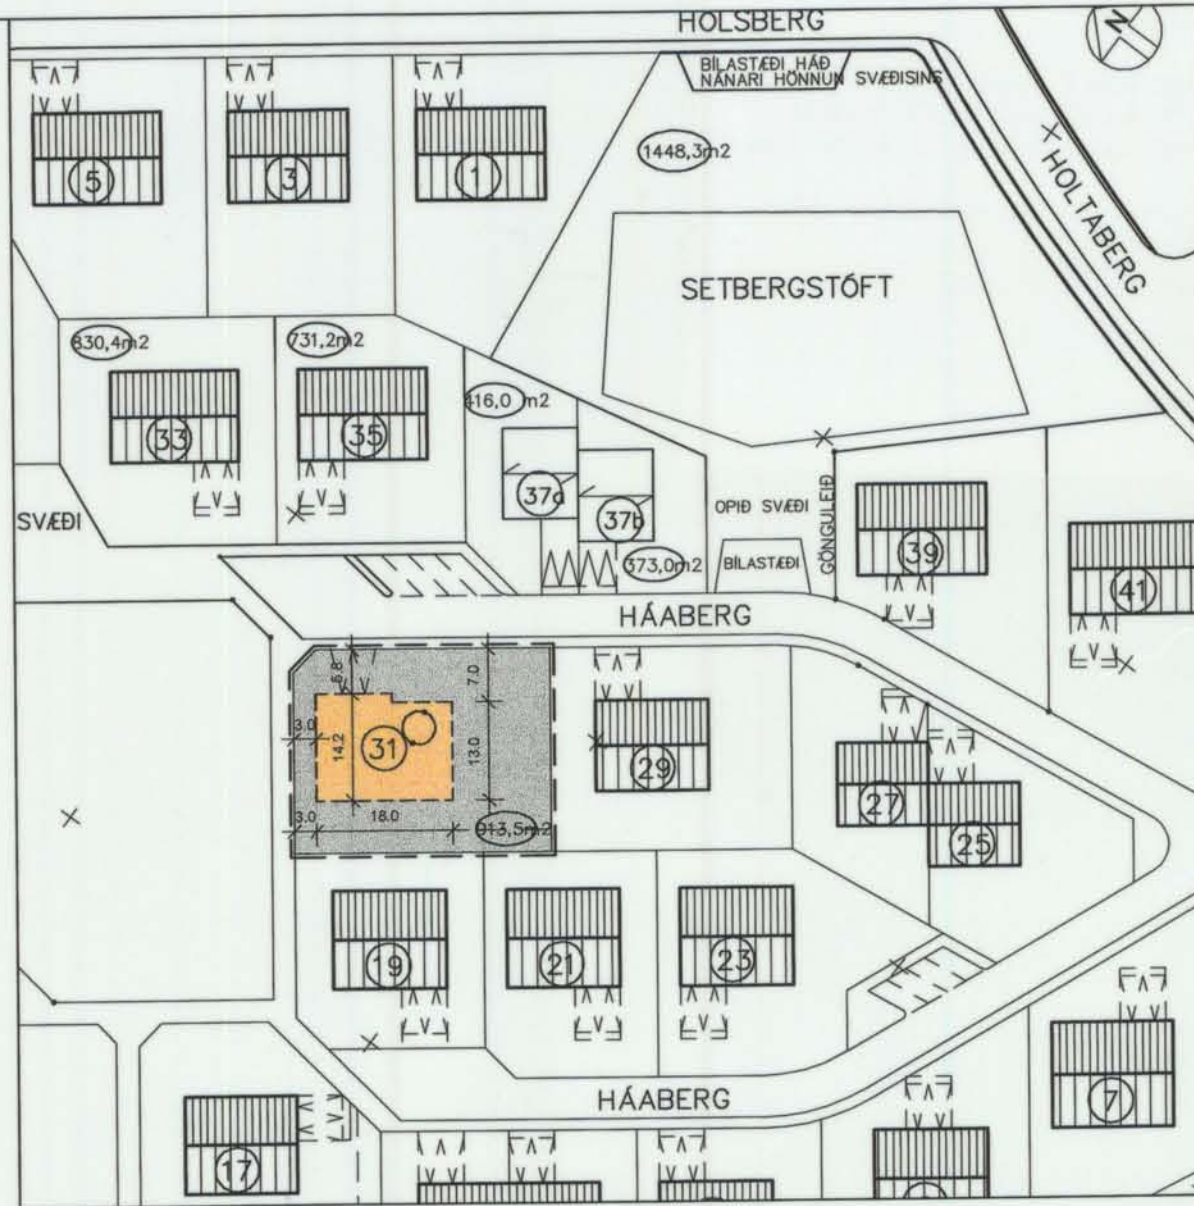 HOLSBERG
N
BÍLASTÆÐI HÁÐ
NÁNARI HÖNNUN SVÆÐISINS
1448,3m2
HOLTABERG
5
3
1
SETBERGSTÓFT
830,4m2
731,2m2
416,0 m2
33
35
37a
37b
OPIÐ SVÆÐI
GÖNGULEIÐ
39
SVÆÐI
373,0m2
BÍLASTÆÐI
41
HÁABERG
5.8
7.0
3.0
14.2
31
13.0
29
27
3.0
18.0
913,5m2
25
19
21
23
HÁABERG
7
17